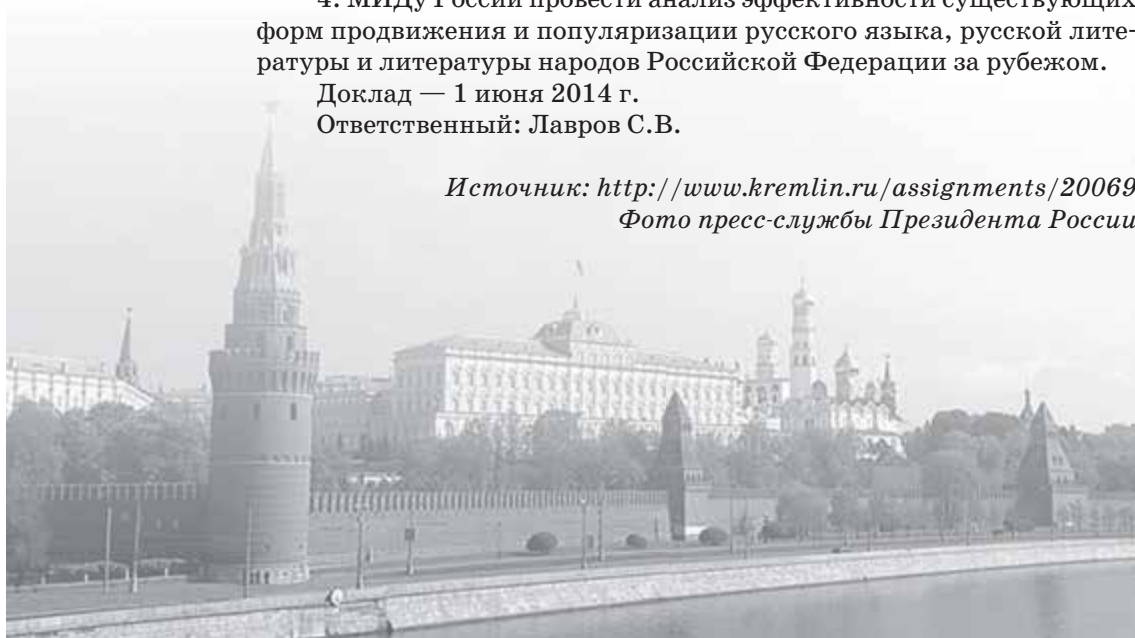 4. МИДу России провести анализ эффективности существующих
форм продвижения и популяризации русского языка, русской лите-
ратуры и литературы народов Российской Федерации за рубежом.
Доклад — 1 июня 2014 г.
Ответственный: Лавров С.В.
Источник: http://www.kremlin.ru/assignments/20069
Фото пресс-службы Президента России